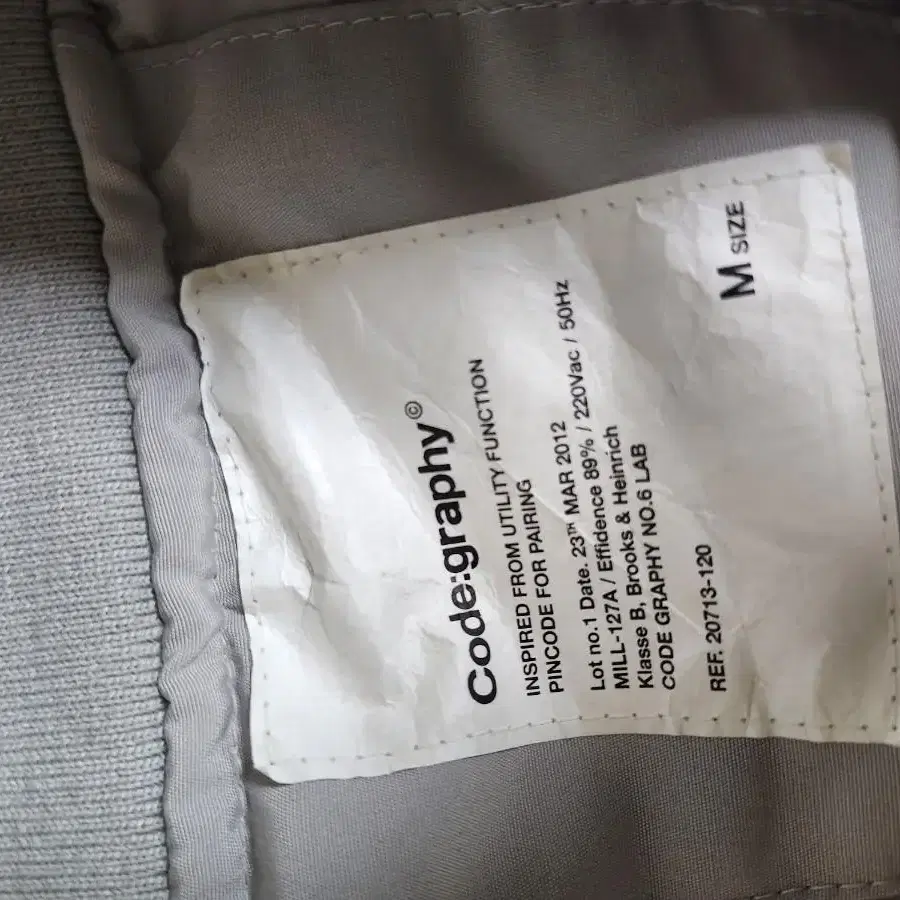 Code:graphy©
INSPIRED FROM UTILITY FUNCTION
PINCODE FOR PAIRING
Lot no.1 Date. 23TH MAR 2012
MILL-127A / Effidence 89% / 220Vac / 50Hz
Klasse B, Brooks & Heinrich
CODE GRAPHY NO.6 LAB
REF. 20713-120
M SIZE